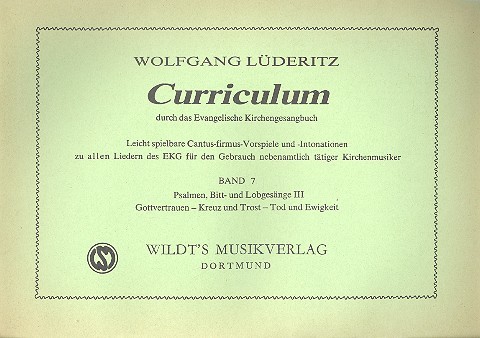 WOLFGANG LÜDERITZ
Curriculum
durch das Evangelische Kirchengesangbuch
Leicht spielbare Cantus-firmus-Vorspiele und -Intonationen
zu allen Liedern des EKG für den Gebrauch nebenamtlich tätiger Kirchenmusiker
BAND 7
Psalmen, Bitt- und Lobgesänge III
Gottvertrauen – Kreuz und Trost – Tod und Ewigkeit
WILDT'S MUSIKVERLAG
DORTMUND